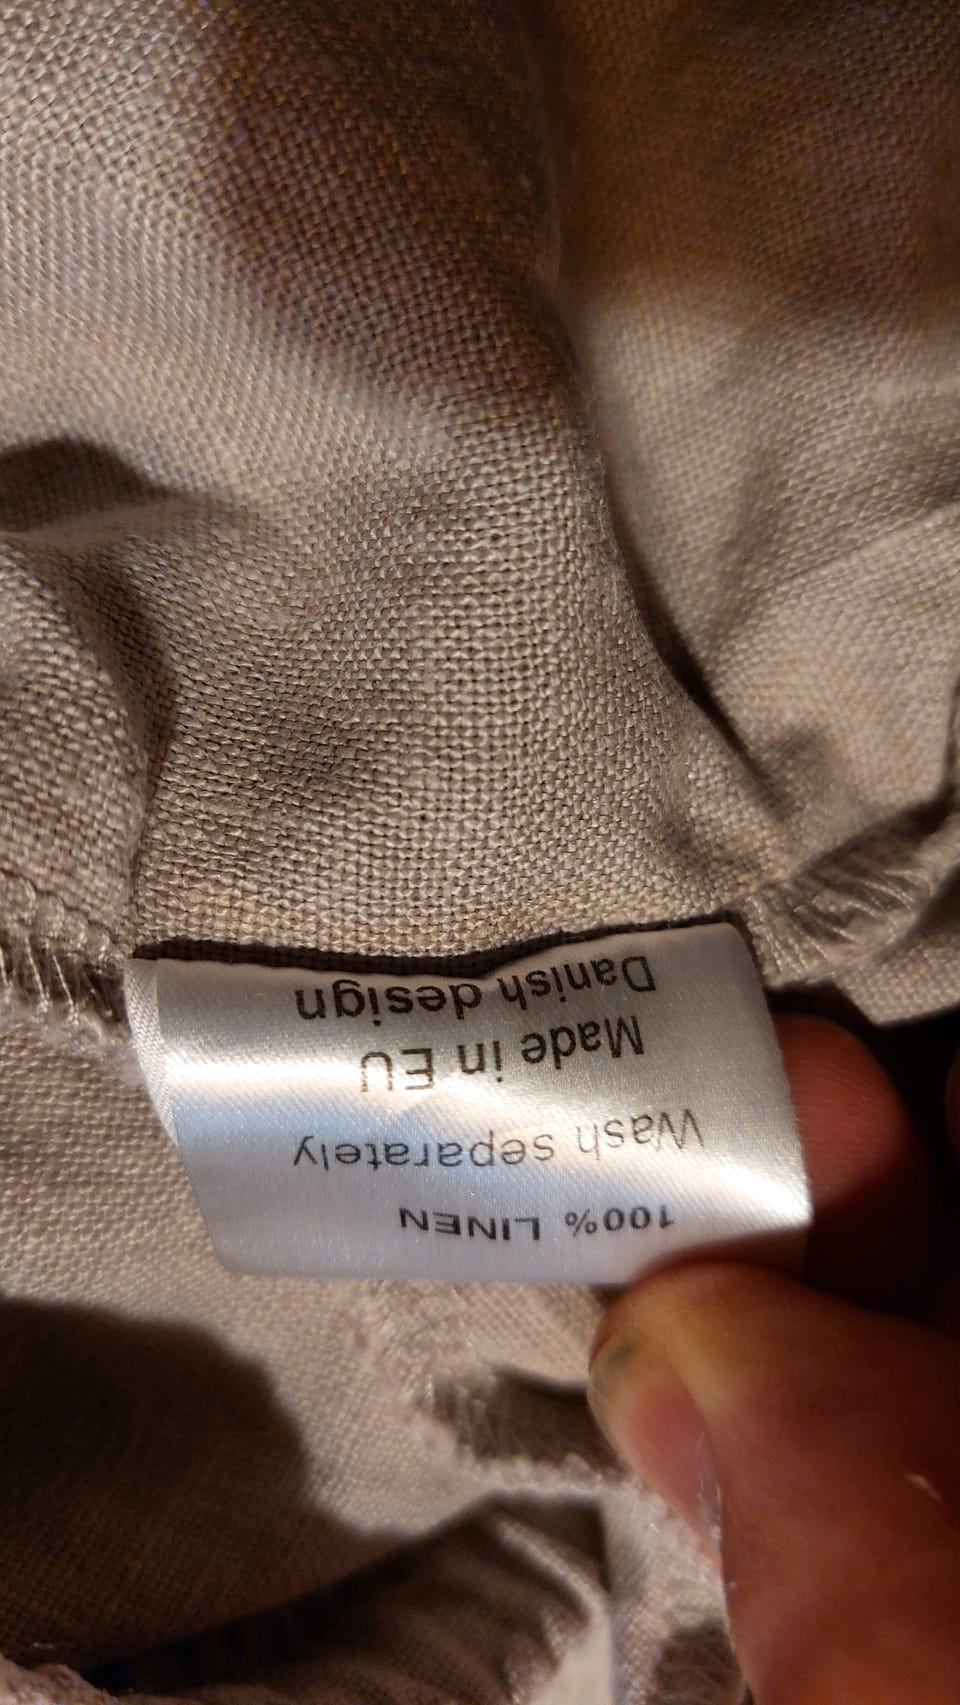 100% LINEN
Wash separately
Made in EU
Danish design